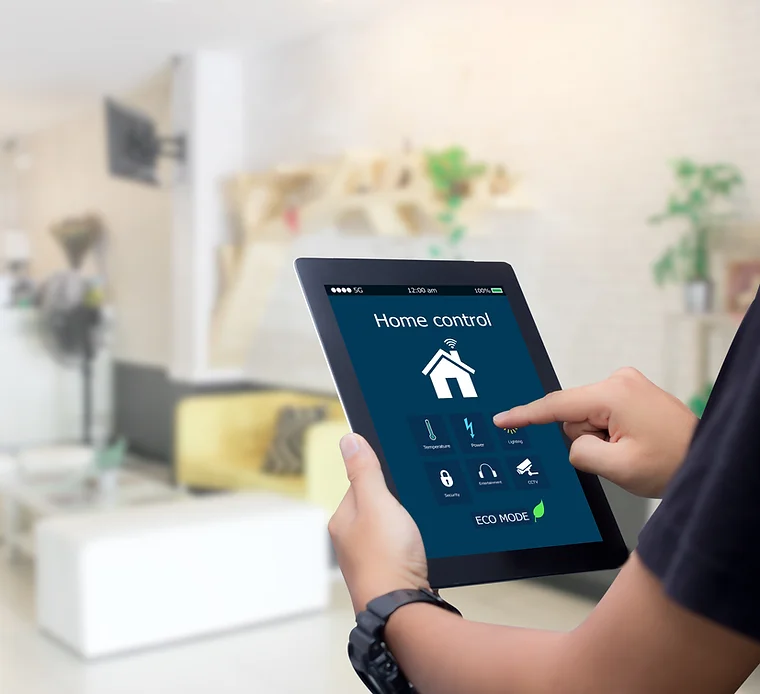 5G 12:00 am 100%
Home control
Temperature Power Lighting
Security Entertainment CCTV
ECO MODE